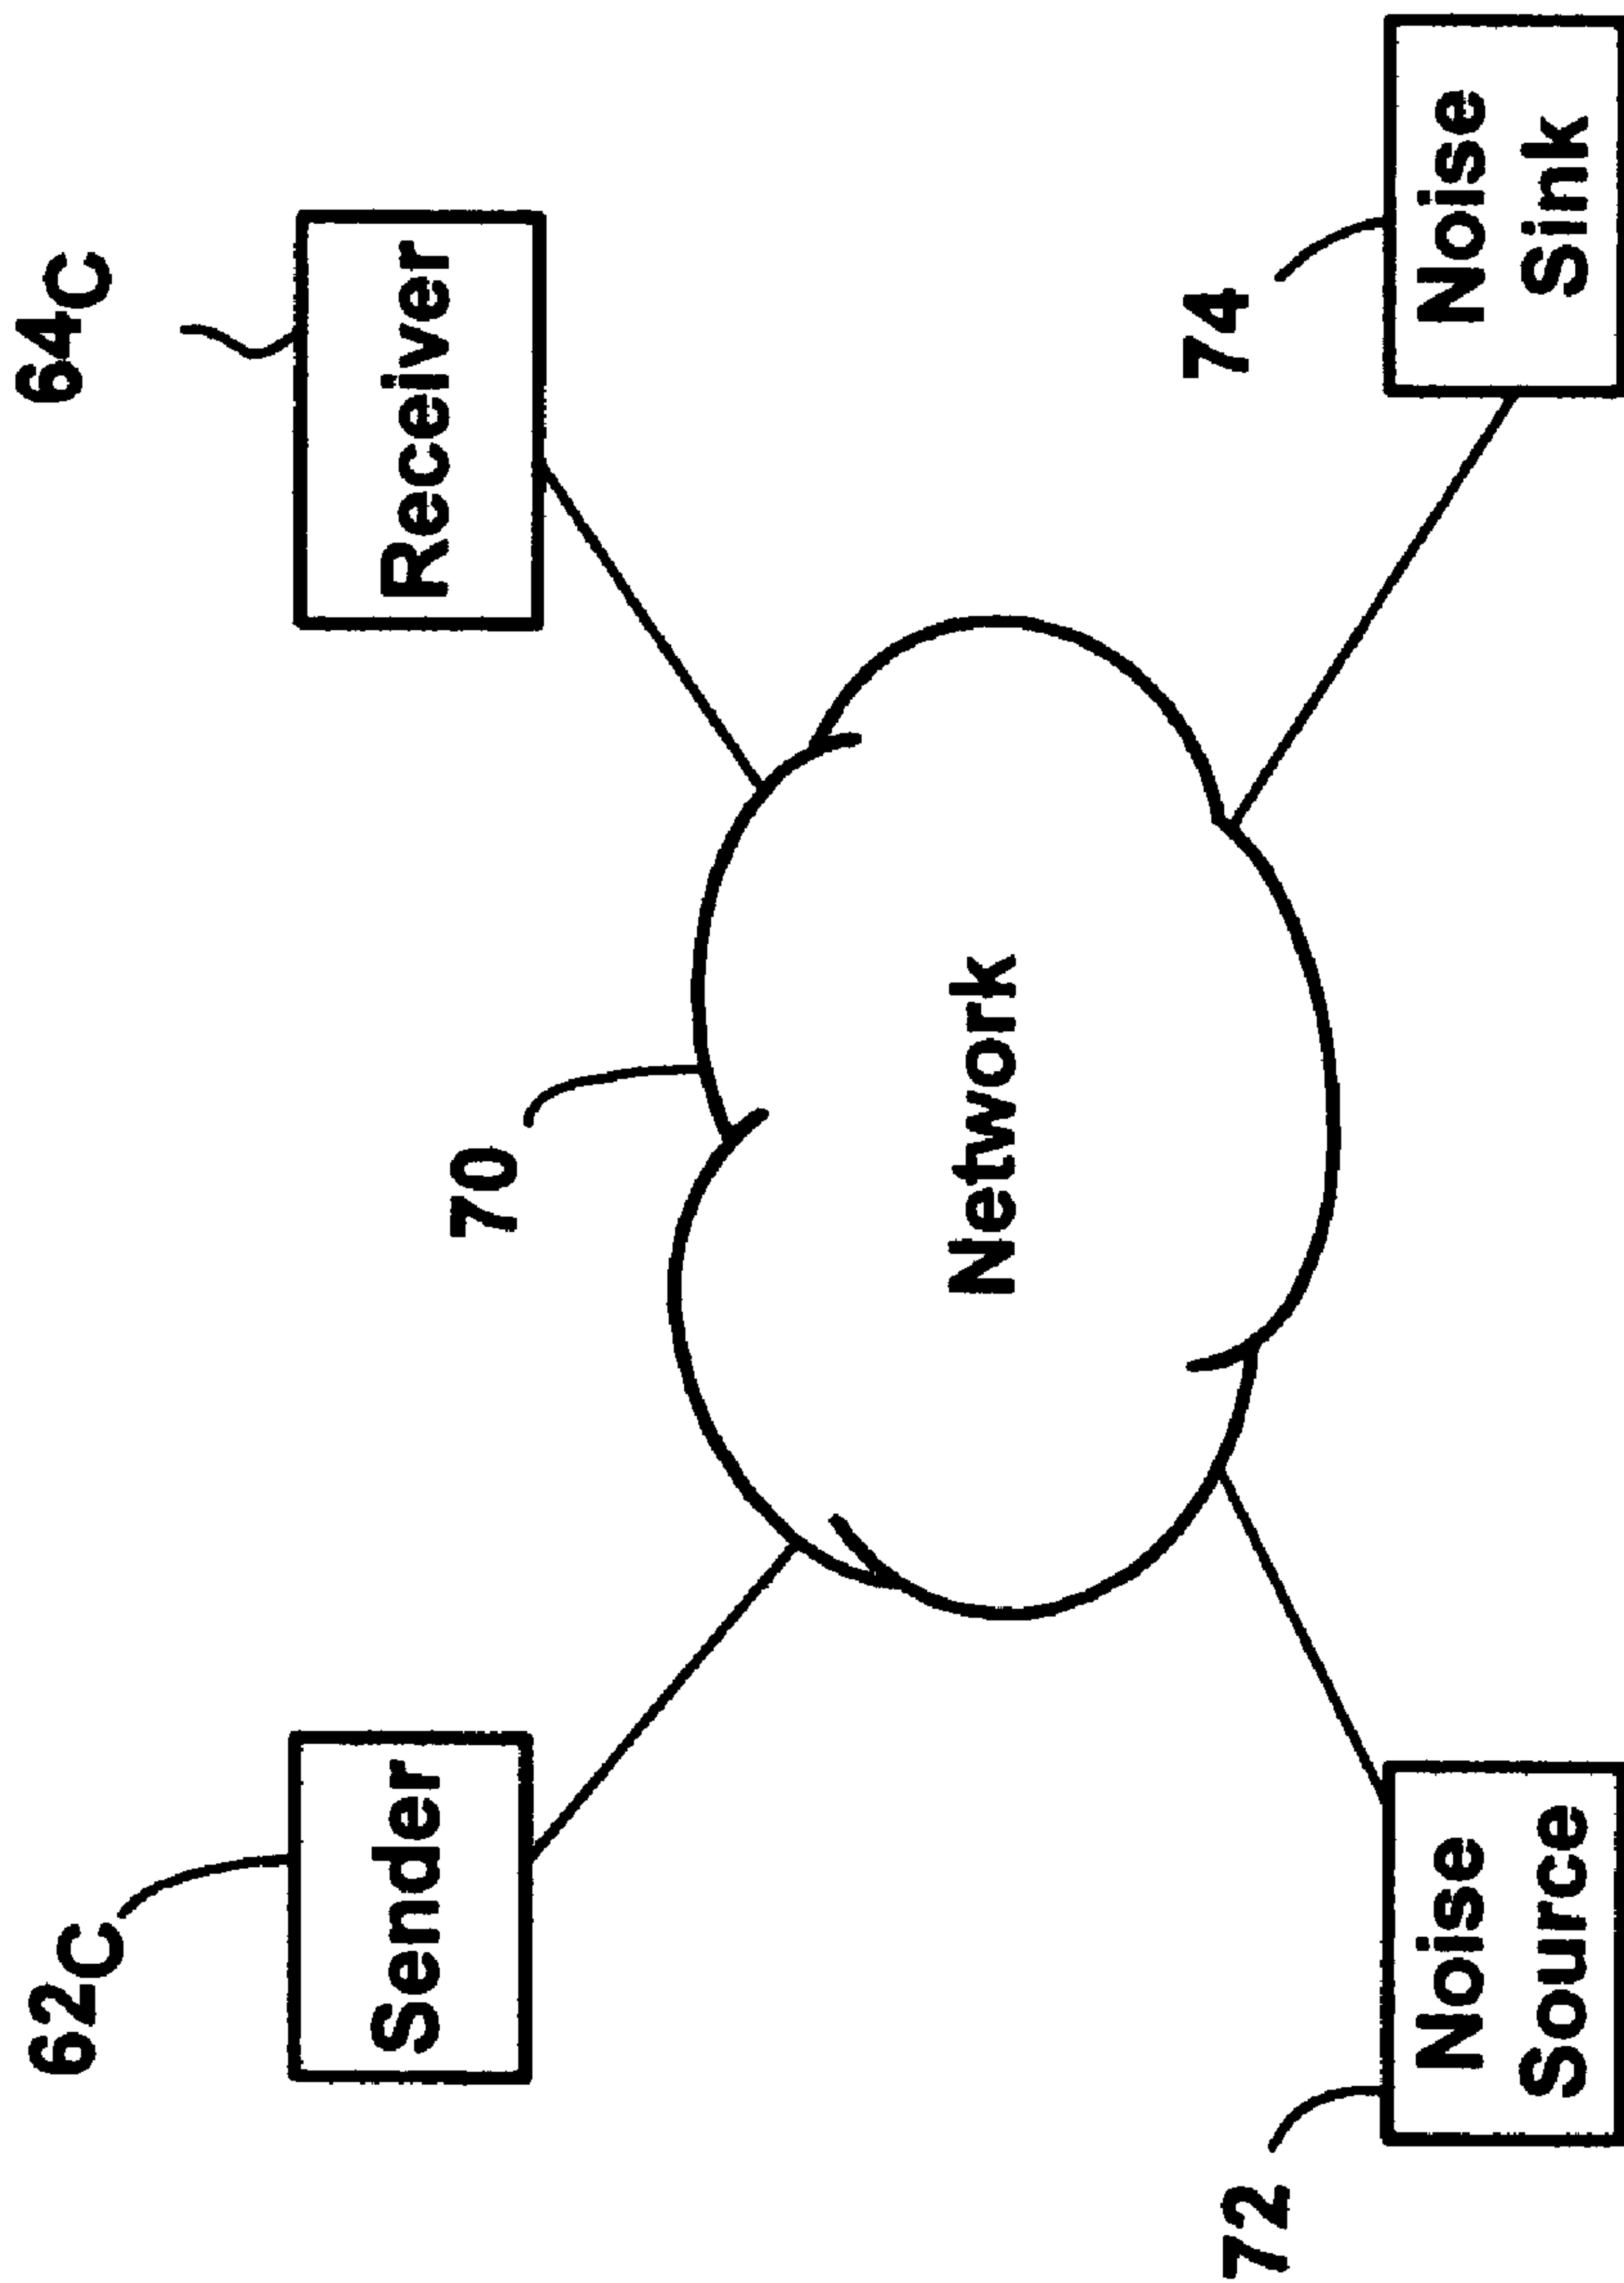 62C
64C
Sender
Receiver
70
Network
72
74
Noise
Source
Noise
Sink